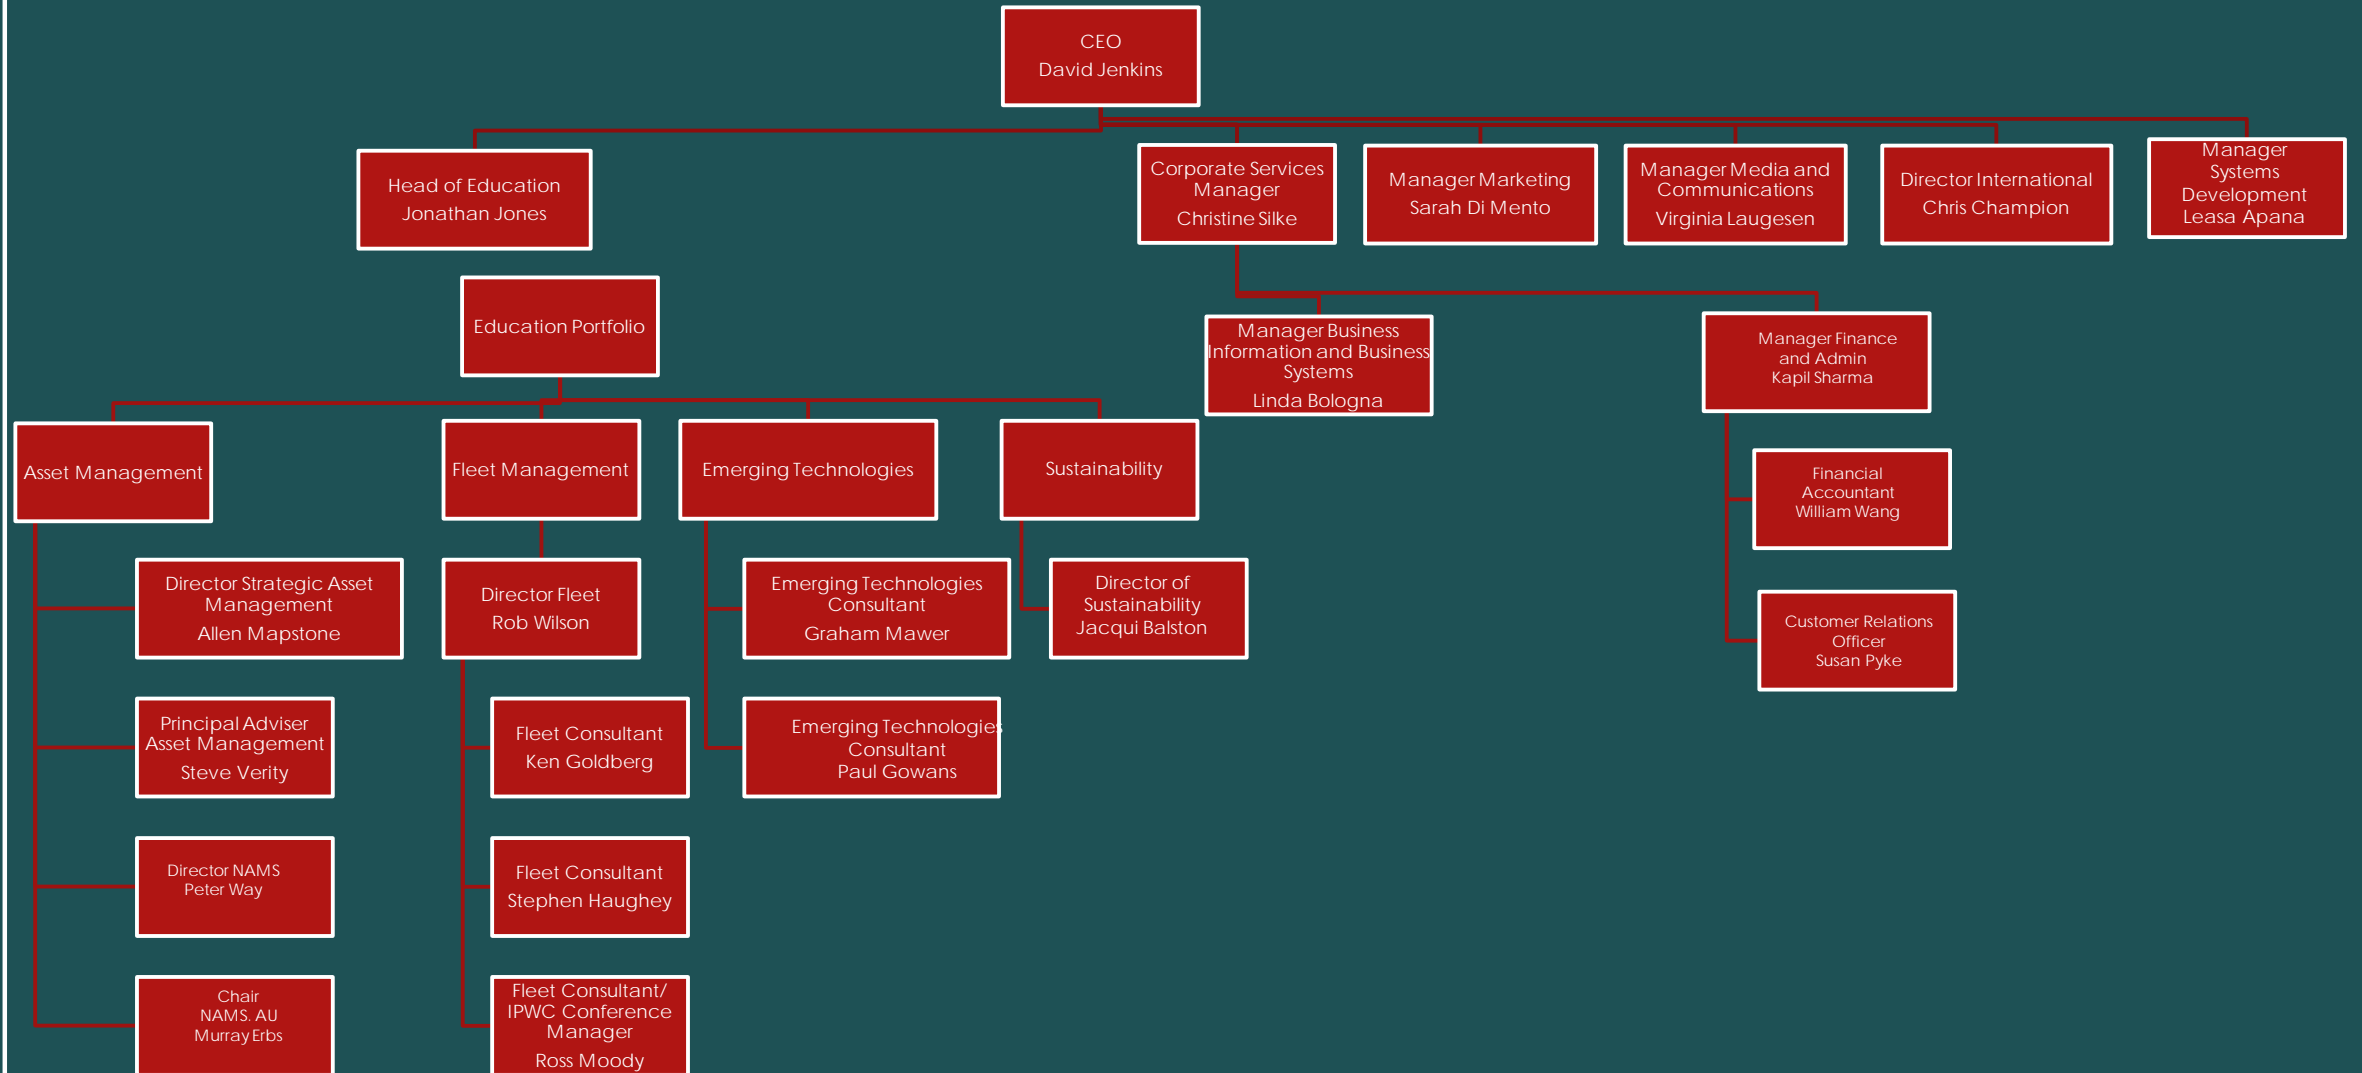 CEO
David Jenkins
Head of Education
Jonathan Jones
Corporate Services
Manager
Christine Silke
Manager Marketing
Sarah Di Mento
Manager Media and
Communications
Virginia Laugesen
Director International
Chris Champion
Manager
Systems
Development
Leasa Apana
Education Portfolio
Manager Business
Information and Business
Systems
Linda Bologna
Manager Finance
and Admin
Kapil Sharma
Asset Management
Fleet Management
Emerging Technologies
Sustainability
Financial
Accountant
William Wang
Director Strategic Asset
Management
Allen Mapstone
Director Fleet
Rob Wilson
Emerging Technologies
Consultant
Graham Mawer
Director of
Sustainability
Jacqui Balston
Customer Relations
Officer
Susan Pyke
Principal Adviser
Asset Management
Steve Verity
Fleet Consultant
Ken Goldberg
Emerging Technologies
Consultant
Paul Gowans
Director NAMS
Peter Way
Fleet Consultant
Stephen Haughey
Chair
NAMS. AU
Murray Erbs
Fleet Consultant/
IPWC Conference
Manager
Ross Moody